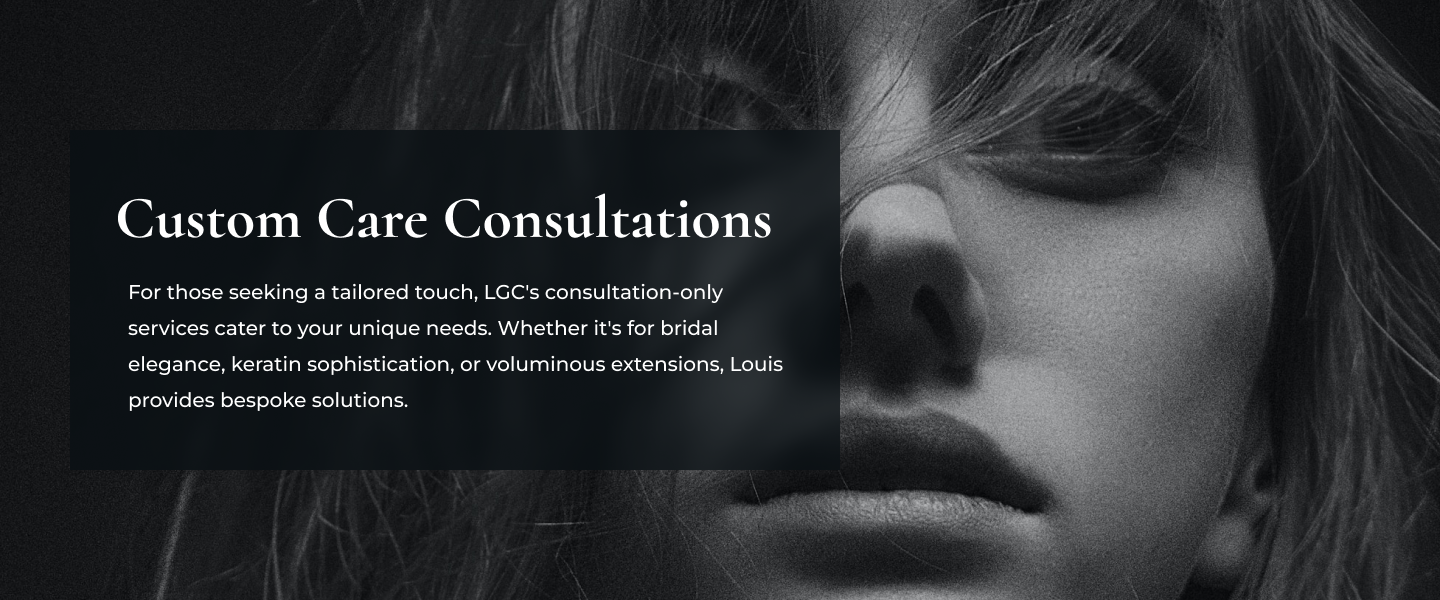 Custom Care Consultations
For those seeking a tailored touch, LGC's consultation-only
services cater to your unique needs. Whether it's for bridal
elegance, keratin sophistication, or voluminous extensions, Louis
provides bespoke solutions.